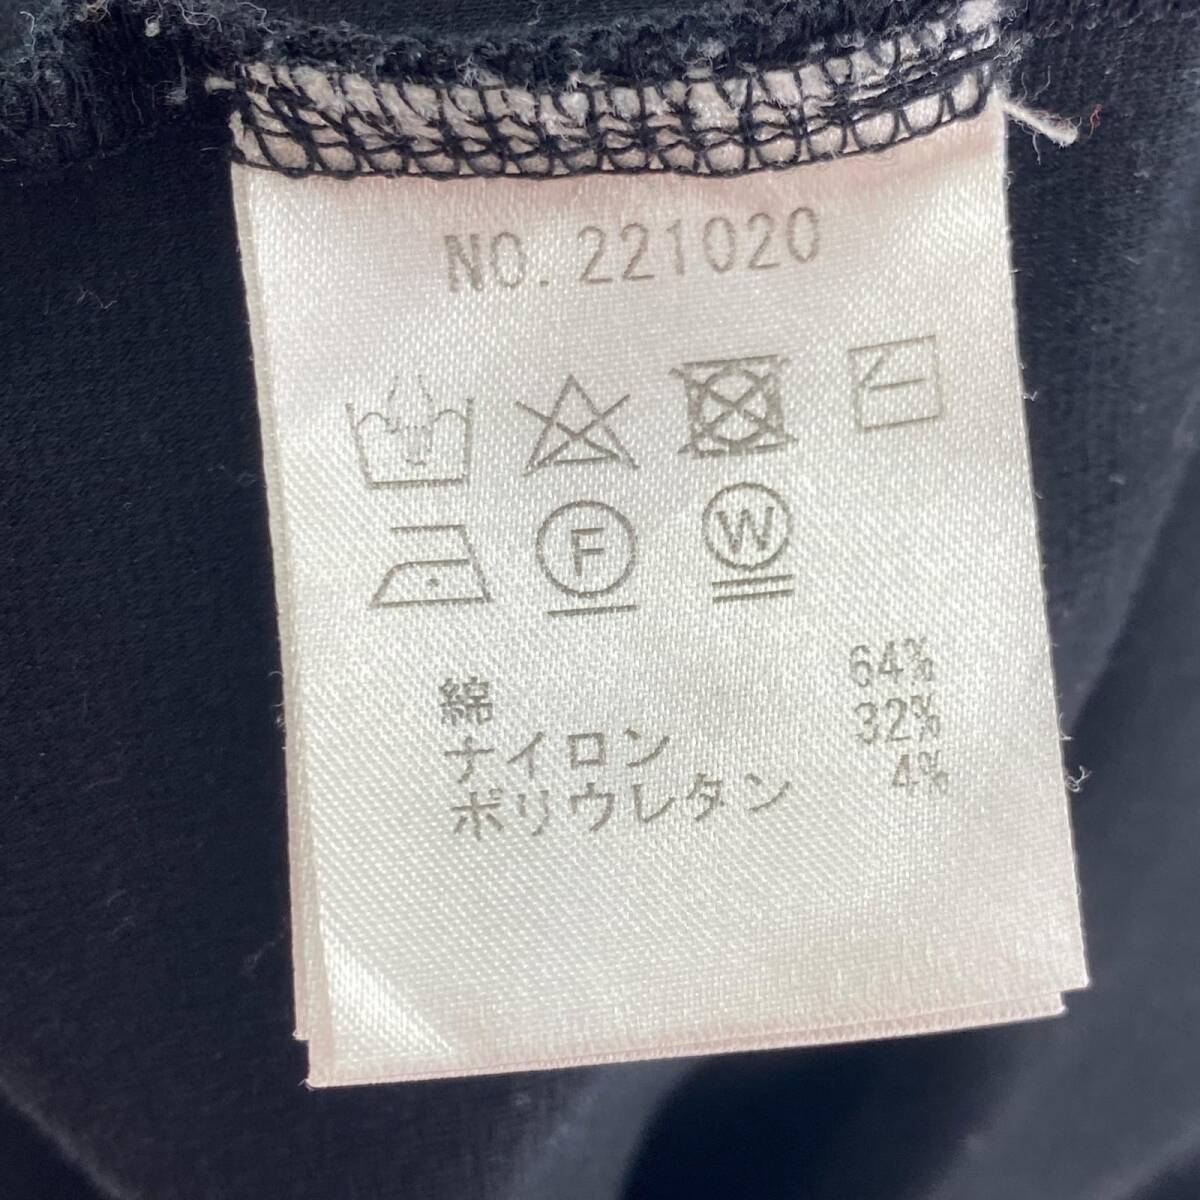 NO. 221020
F W
綿 64%
ナイロン 32%
ポリウレタン 4%